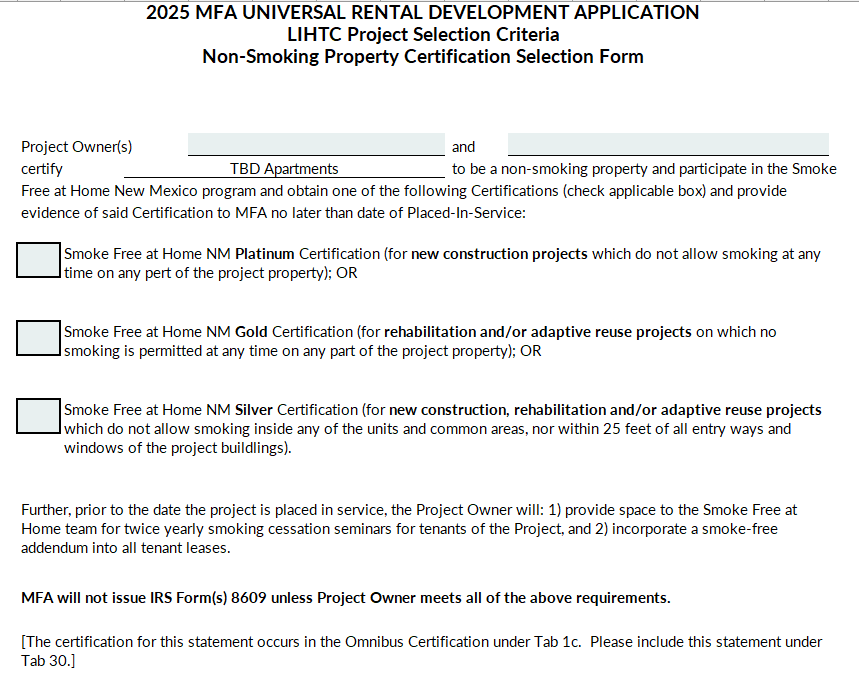 2025 MFA UNIVERSAL RENTAL DEVELOPMENT APPLICATION
LIHTC Project Selection Criteria
Non-Smoking Property Certification Selection Form
Project Owner(s) and
certify TBD Apartments to be a non-smoking property and participate in the Smoke
Free at Home New Mexico program and obtain one of the following Certifications (check applicable box) and provide
evidence of said Certification to MFA no later than date of Placed-In-Service:
Smoke Free at Home NM Platinum Certification (for new construction projects which do not allow smoking at any
time on any pert of the project property); OR
Smoke Free at Home NM Gold Certification (for rehabilitation and/or adaptive reuse projects on which no
smoking is permitted at any time on any part of the project property); OR
Smoke Free at Home NM Silver Certification (for new construction, rehabilitation and/or adaptive reuse projects
which do not allow smoking inside any of the units and common areas, nor within 25 feet of all entry ways and
windows of the project buildlings).
Further, prior to the date the project is placed in service, the Project Owner will: 1) provide space to the Smoke Free at
Home team for twice yearly smoking cessation seminars for tenants of the Project, and 2) incorporate a smoke-free
addendum into all tenant leases.
MFA will not issue IRS Form(s) 8609 unless Project Owner meets all of the above requirements.
[The certification for this statement occurs in the Omnibus Certification under Tab 1c.  Please include this statement under
Tab 30.]